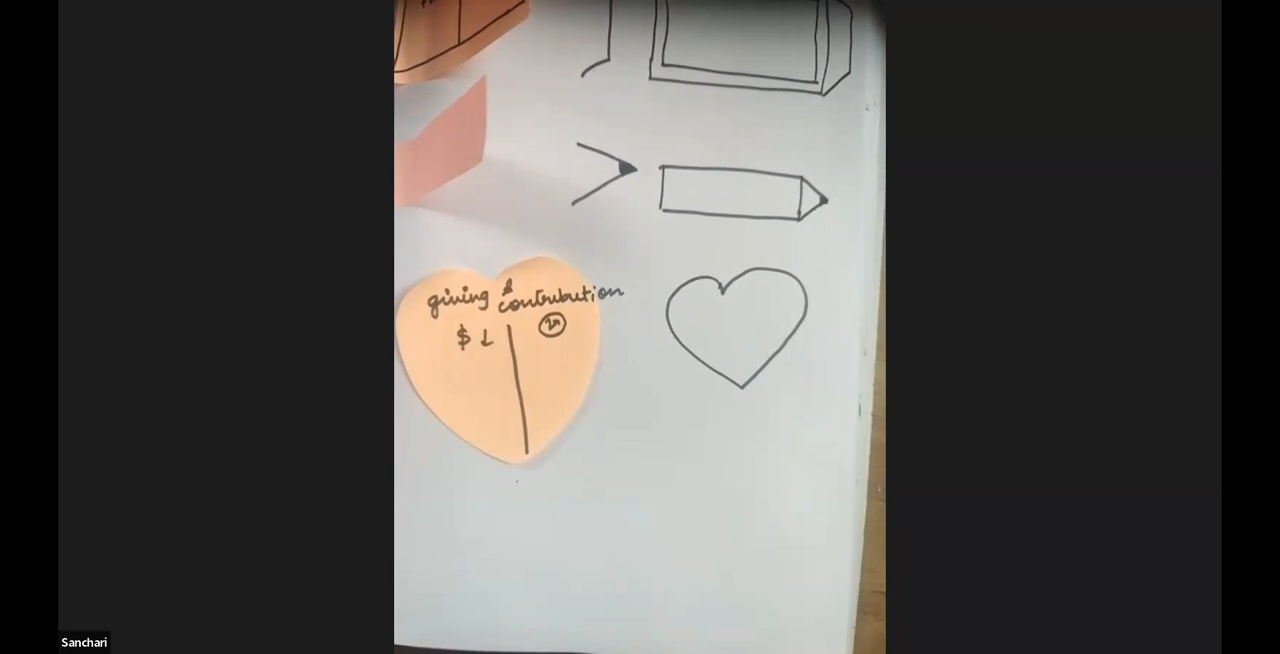 giving & contribution
$ ↓
Sanchari